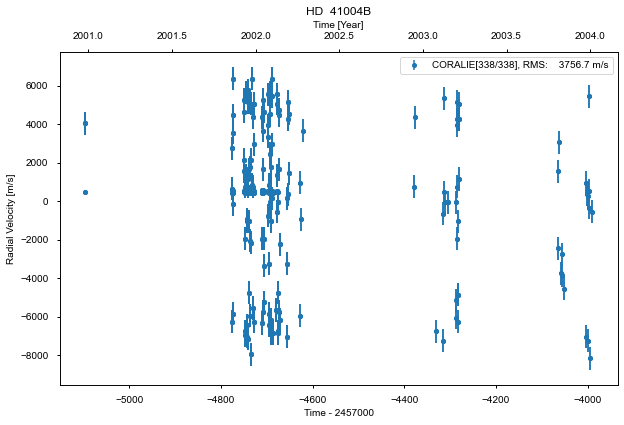 HD  41004B
Time [Year]
2001.0 2001.5 2002.0 2002.5 2003.0 2003.5 2004.0
CORALIE[338/338], RMS:    3756.7 m/s
6000
4000
2000
0
−2000
−4000
−6000
−8000
Radial Velocity [m/s]
−5000 −4800 −4600 −4400 −4200 −4000
Time - 2457000